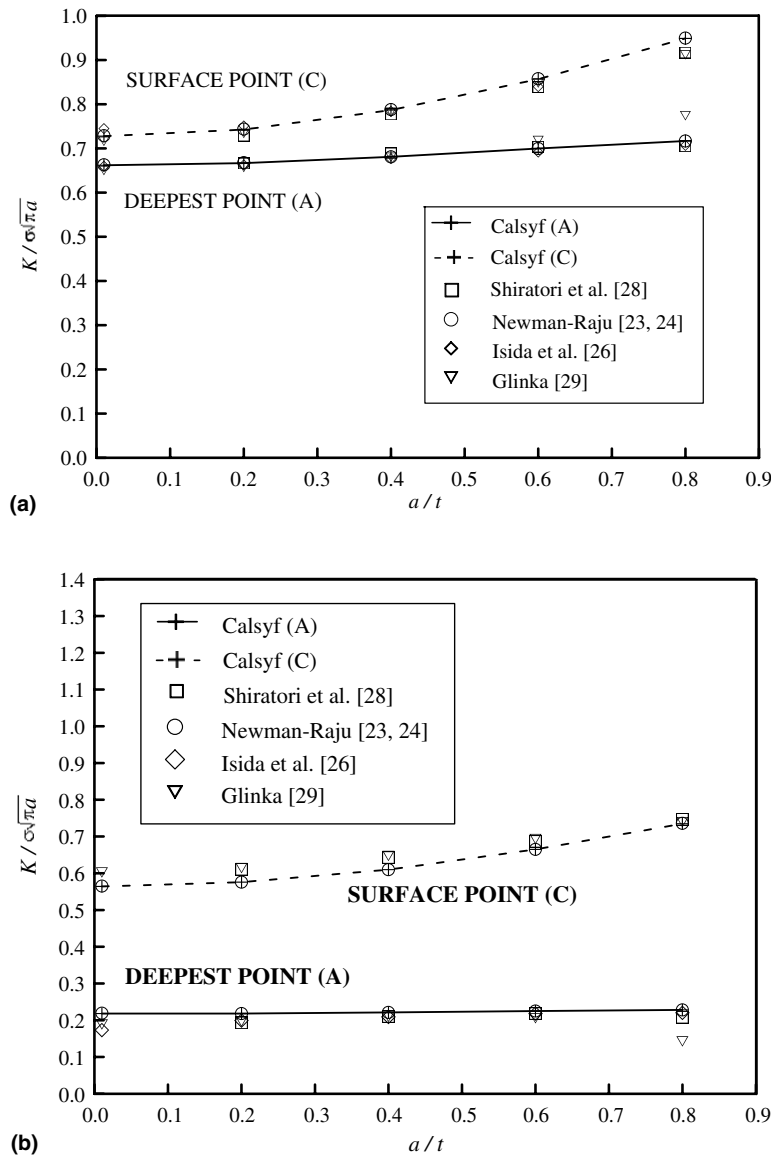 1.0
0.9
0.8
0.7
0.6
0.5
0.4
0.3
0.2
0.1
0.0
K / σ√πa
SURFACE POINT (C)
DEEPEST POINT (A)
Calsyf (A)
Calsyf (C)
Shiratori et al. [28]
Newman-Raju [23, 24]
Isida et al. [26]
Glinka [29]
0.0 0.1 0.2 0.3 0.4 0.5 0.6 0.7 0.8 0.9
a / t
(a)
1.4
1.3
1.2
1.1
1.0
0.9
0.8
0.7
0.6
0.5
0.4
0.3
0.2
0.1
0.0
K / σ√πa
Calsyf (A)
Calsyf (C)
Shiratori et al. [28]
Newman-Raju [23, 24]
Isida et al. [26]
Glinka [29]
SURFACE POINT (C)
DEEPEST POINT (A)
0.0 0.1 0.2 0.3 0.4 0.5 0.6 0.7 0.8 0.9
a / t
(b)